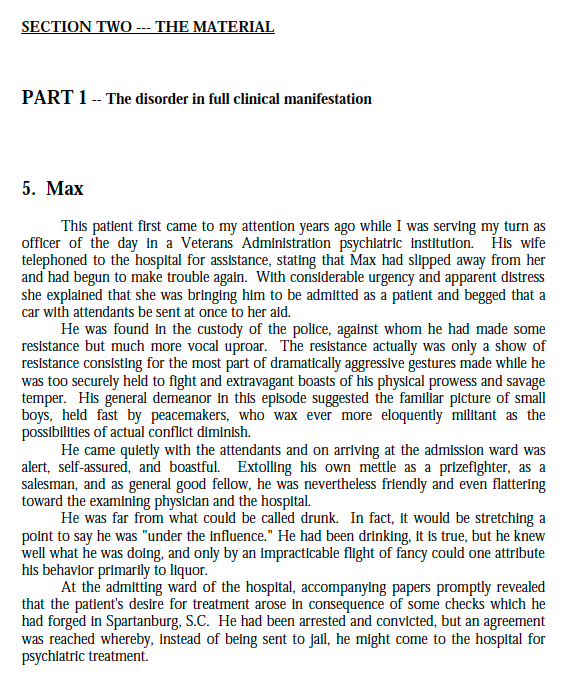 SECTION TWO --- THE MATERIAL
PART 1 -- The disorder in full clinical manifestation
5. Max
This patient first came to my attention years ago while I was serving my turn as
officer of the day in a Veterans Administration psychiatric institution. His wife
telephoned to the hospital for assistance, stating that Max had slipped away from her
and had begun to make trouble again. With considerable urgency and apparent distress
she explained that she was bringing him to be admitted as a patient and begged that a
car with attendants be sent at once to her aid.
He was found in the custody of the police, against whom he had made some
resistance but much more vocal uproar. The resistance actually was only a show of
resistance consisting for the most part of dramatically aggressive gestures made while he
was too securely held to fight and extravagant boasts of his physical prowess and savage
temper. His general demeanor in this episode suggested the familiar picture of small
boys, held fast by peacemakers, who wax ever more eloquently militant as the
possibilities of actual conflict diminish.
He came quietly with the attendants and on arriving at the admission ward was
alert, self-assured, and boastful. Extolling his own mettle as a prizefighter, as a
salesman, and as general good fellow, he was nevertheless friendly and even flattering
toward the examining physician and the hospital.
He was far from what could be called drunk. In fact, it would be stretching a
point to say he was "under the influence." He had been drinking, it is true, but he knew
well what he was doing, and only by an impracticable flight of fancy could one attribute
his behavior primarily to liquor.
At the admitting ward of the hospital, accompanying papers promptly revealed
that the patient's desire for treatment arose in consequence of some checks which he
had forged in Spartanburg, S.C. He had been arrested and convicted, but an agreement
was reached whereby, instead of being sent to jail, he might come to the hospital for
psychiatric treatment.